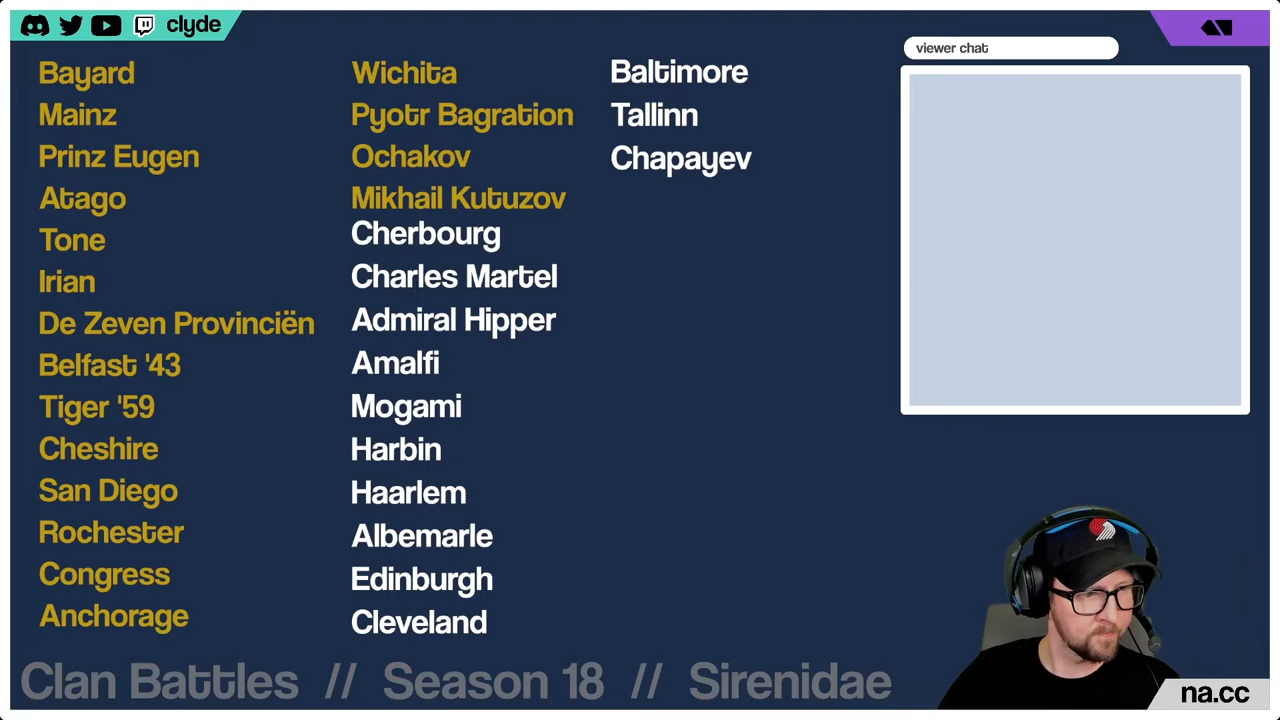 clyde
viewer chat
Bayard
Mainz
Prinz Eugen
Atago
Tone
Irian
De Zeven Provinciën
Belfast '43
Tiger '59
Cheshire
San Diego
Rochester
Congress
Anchorage
Wichita
Pyotr Bagration
Ochakov
Mikhail Kutuzov
Cherbourg
Charles Martel
Admiral Hipper
Amalfi
Mogami
Harbin
Haarlem
Albemarle
Edinburgh
Cleveland
Baltimore
Tallinn
Chapayev
Clan Battles // Season 18 // Sirenidae
na.cc